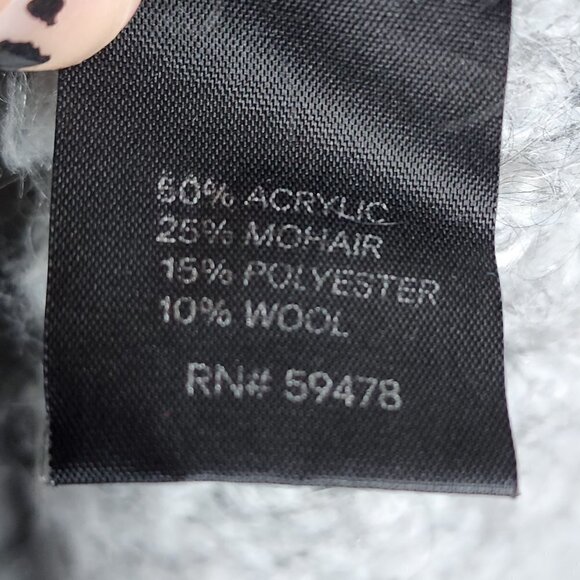 50% ACRYLIC
25% MOHAIR
15% POLYESTER
10% WOOL
RN# 59478